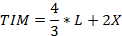 TIM = 4/3 * L + 2X